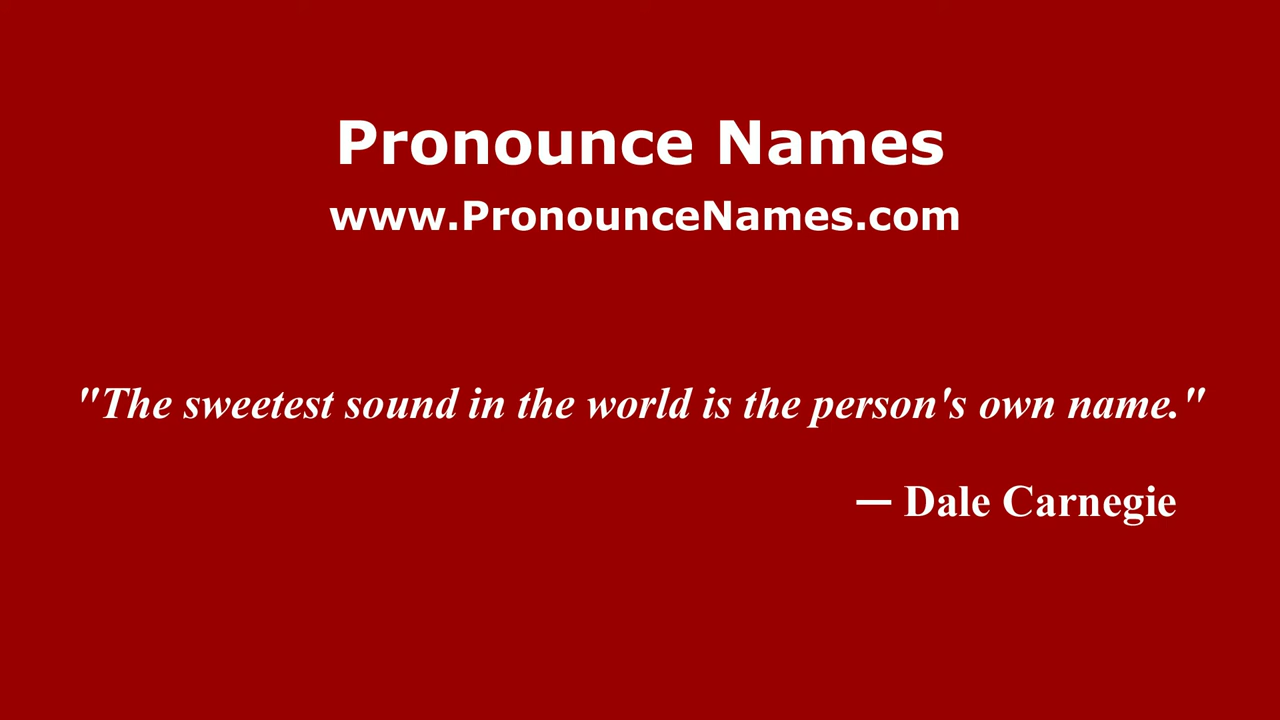 Pronounce Names
www.PronounceNames.com
"The sweetest sound in the world is the person's own name."
— Dale Carnegie